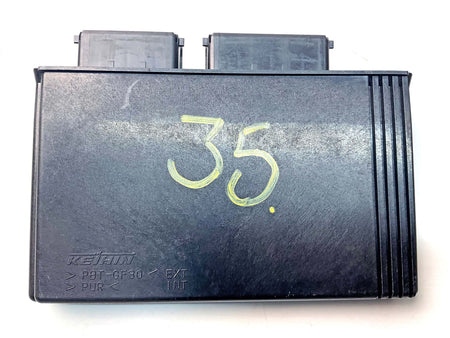 35.
KEIHIN
> PBT-GF30 < EXT
> PUR < INT